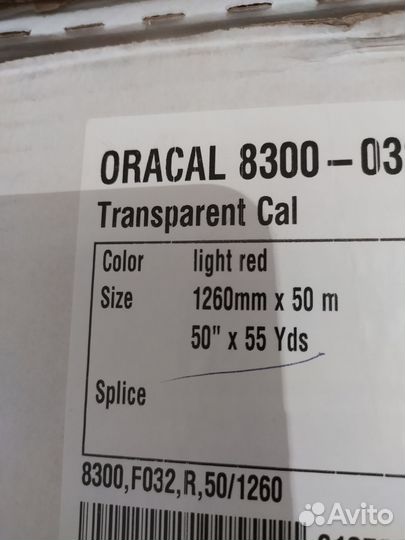 ORACAL 8300 – 03
Transparent Cal
Color light red
Size 1260mm x 50 m
50" x 55 Yds
Splice
8300,F032,R,50/1260
Avito